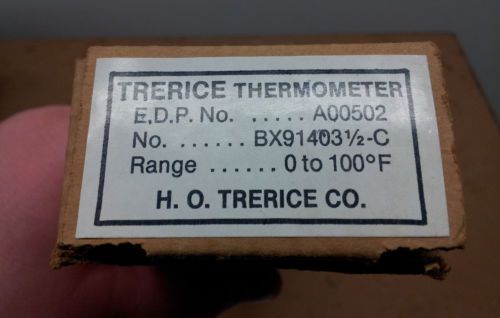 TRERICE THERMOMETER
E.D.P. No. ..... A00502
No. ...... BX91403½-C
Range ...... 0 to 100°F
H. O. TRERICE CO.